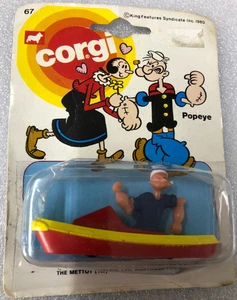 67
©King Features Syndicate Inc. 1980
corgi
Popeye
THE METTOY